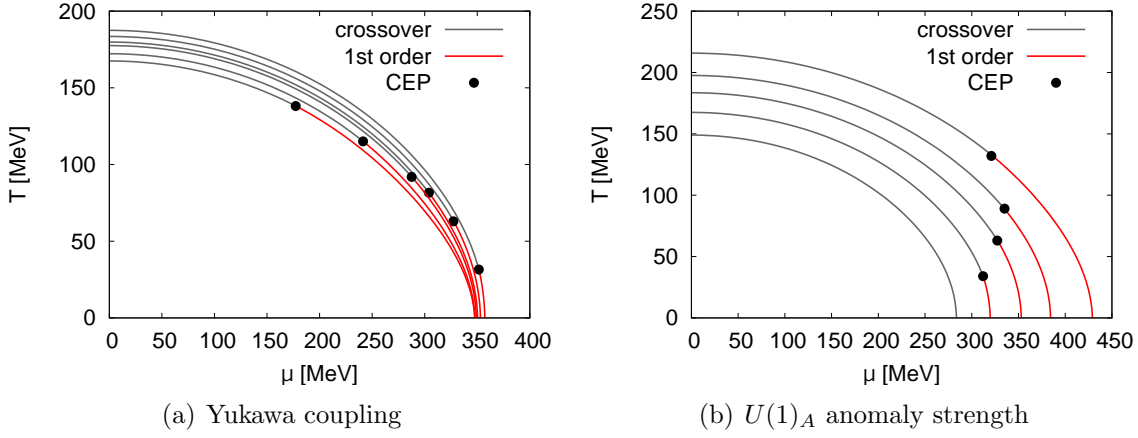 T [MeV]
200
150
100
50
0
crossover
1st order
CEP
0 50 100 150 200 250 300 350 400
μ [MeV]
(a) Yukawa coupling
T [MeV]
250
200
150
100
50
0
crossover
1st order
CEP
0 50 100 150 200 250 300 350 400 450
μ [MeV]
(b) U(1)_A anomaly strength